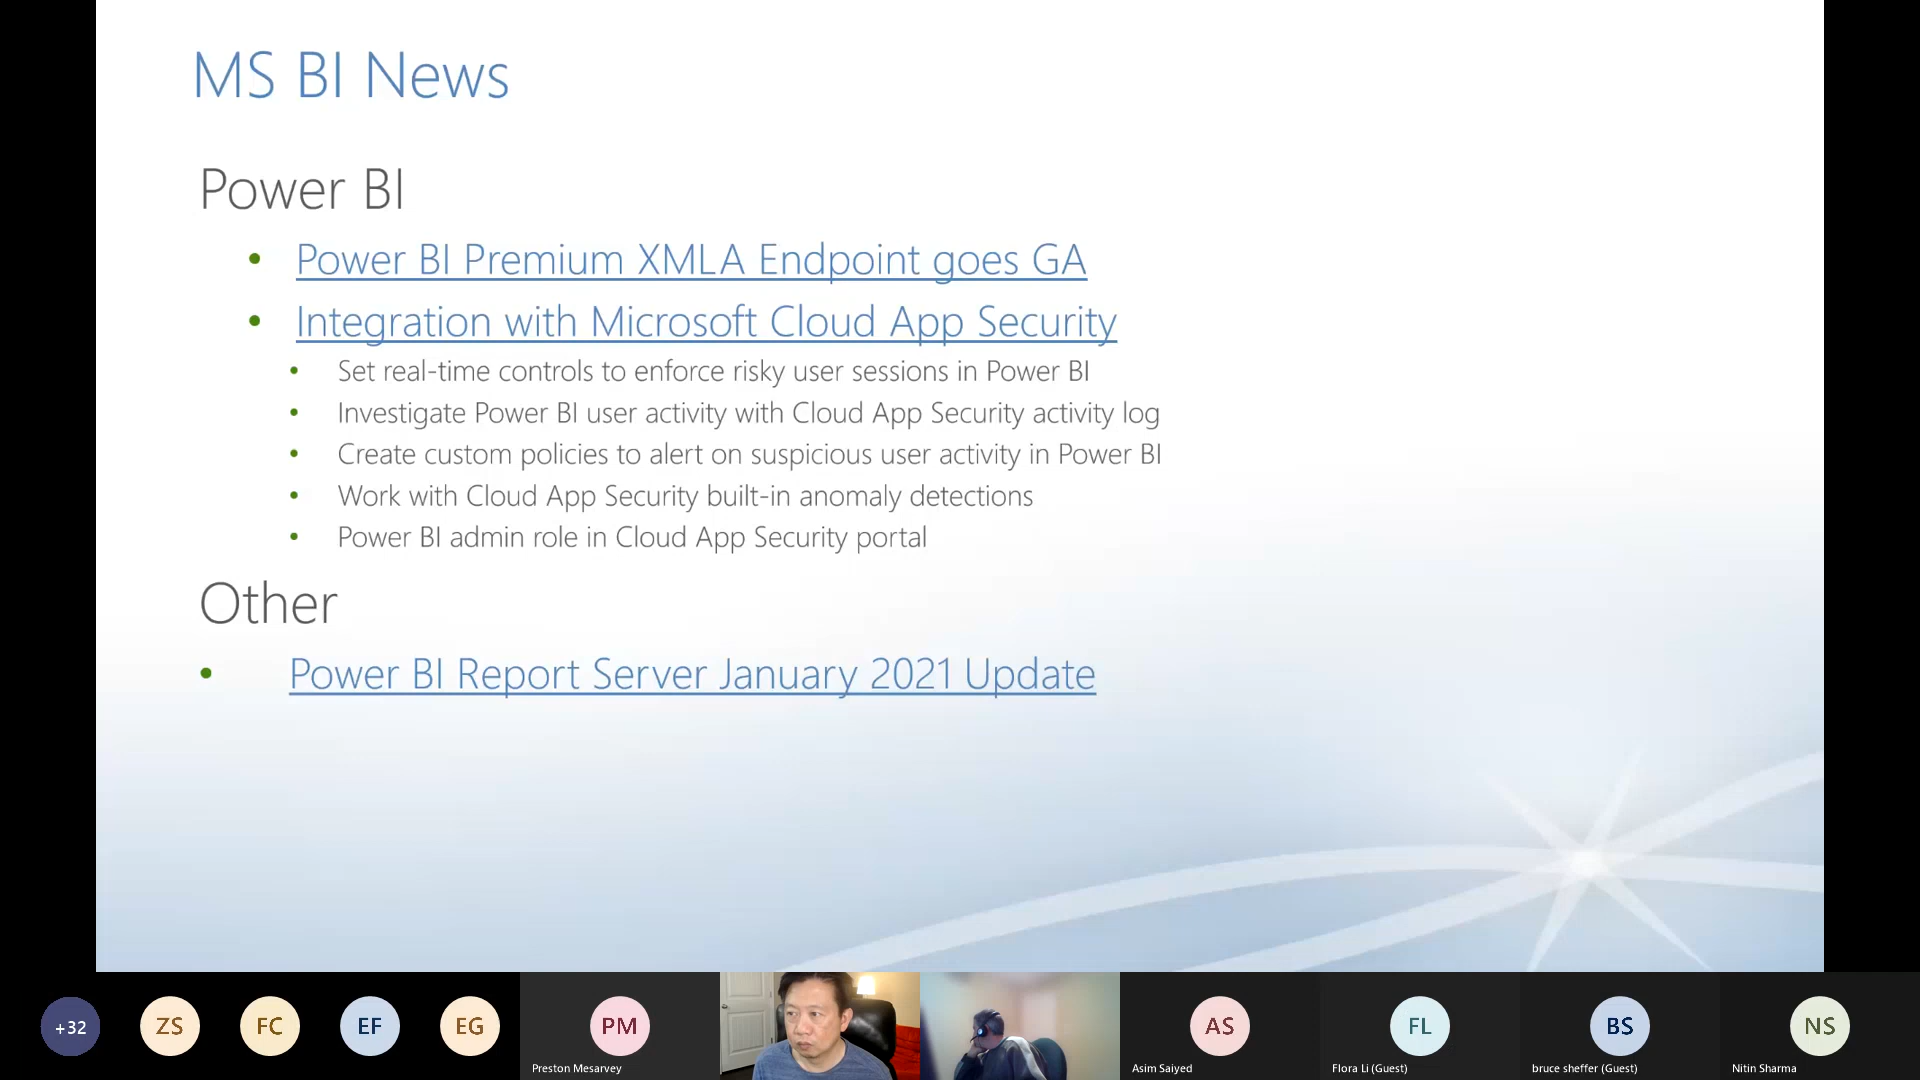 MS BI News
Power BI
• Power BI Premium XMLA Endpoint goes GA
• Integration with Microsoft Cloud App Security
• Set real-time controls to enforce risky user sessions in Power BI
• Investigate Power BI user activity with Cloud App Security activity log
• Create custom policies to alert on suspicious user activity in Power BI
• Work with Cloud App Security built-in anomaly detections
• Power BI admin role in Cloud App Security portal
Other
• Power BI Report Server January 2021 Update
+32
ZS
FC
EF
EG
PM
Preston Mesarvey
AS
Asim Saiyed
FL
Flora Li (Guest)
BS
bruce sheffer (Guest)
NS
Nitin Sharma